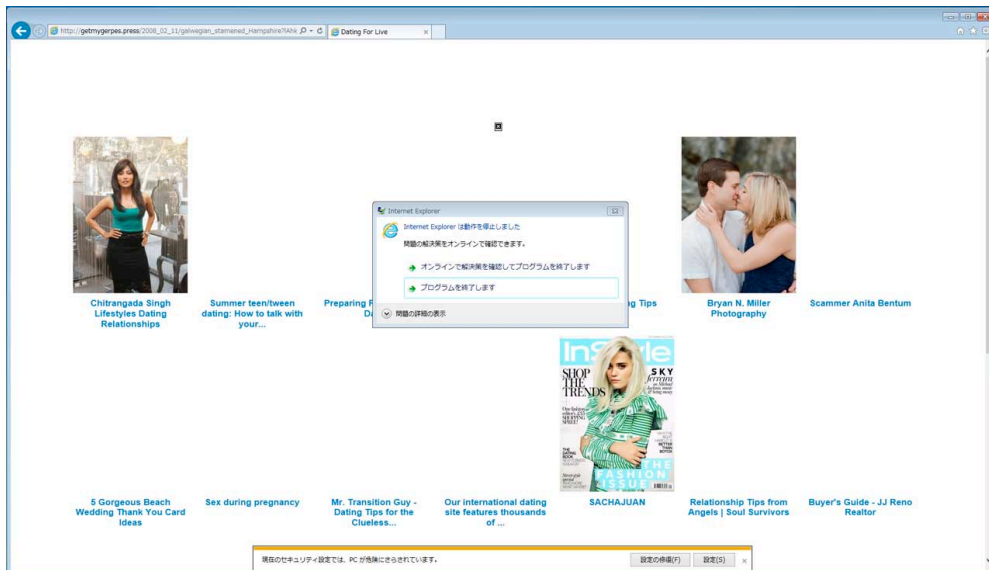 http://getmygerpes.press/2008_02_11/galwegian_stamened_Hampshire?IAhk
Dating For Live
Internet Explorer
Internet Explorer は動作を停止しました
問題の解決策をオンラインで確認できます。
オンラインで解決策を確認してプログラムを終了します
プログラムを終了します
問題の詳細の表示
Chitrangada Singh
Lifestyles Dating
Relationships
Summer teen/tween
dating: How to talk with
your...
Preparing
ng Tips
Bryan N. Miller
Photography
Scammer Anita Bentum
InStyle
SHOP
THE
TRENDS
SKY
ferreira
THE
FASHION
ISSUE
5 Gorgeous Beach
Wedding Thank You Card
Ideas
Sex during pregnancy
Mr. Transition Guy -
Dating Tips for the
Clueless...
Our international dating
site features thousands
of ...
SACHAJUAN
Relationship Tips from
Angels | Soul Survivors
Buyer's Guide - JJ Reno
Realtor
現在のセキュリティ設定では、PC が危険にさらされています。
設定の修復(F)
設定(S)